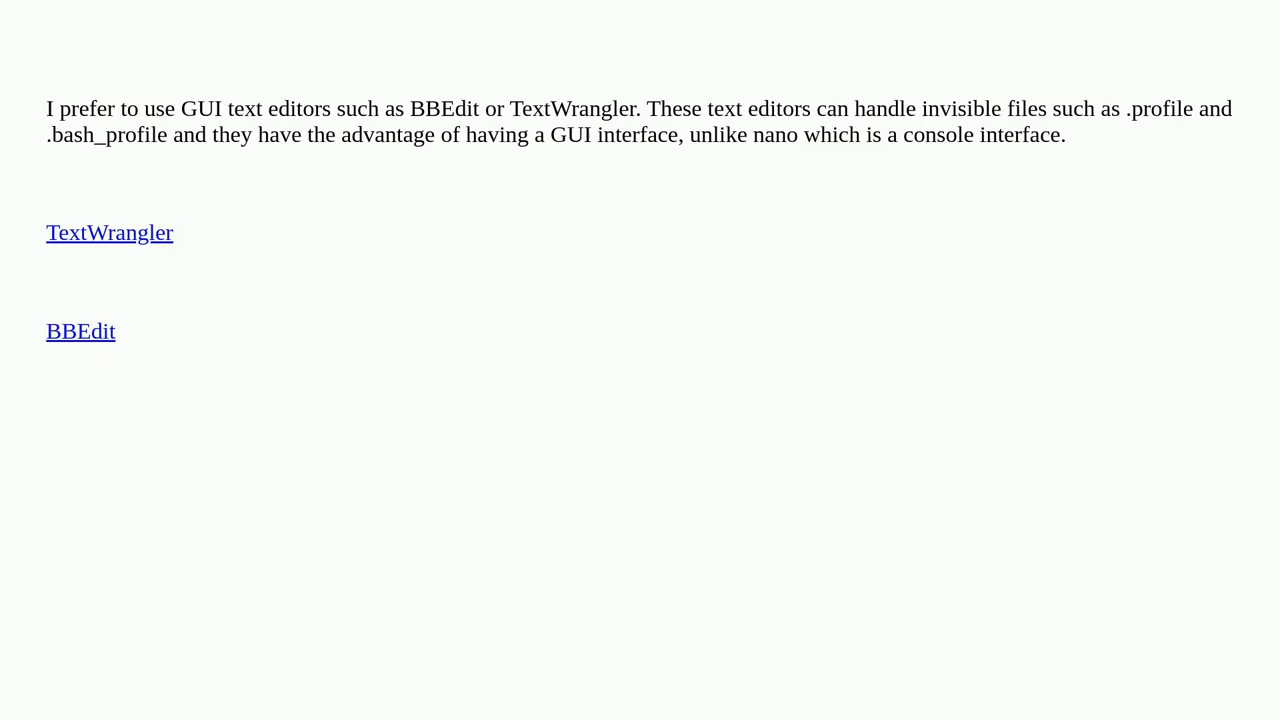 I prefer to use GUI text editors such as BBEdit or TextWrangler. These text editors can handle invisible files such as .profile and
.bash_profile and they have the advantage of having a GUI interface, unlike nano which is a console interface.
TextWrangler
BBEdit